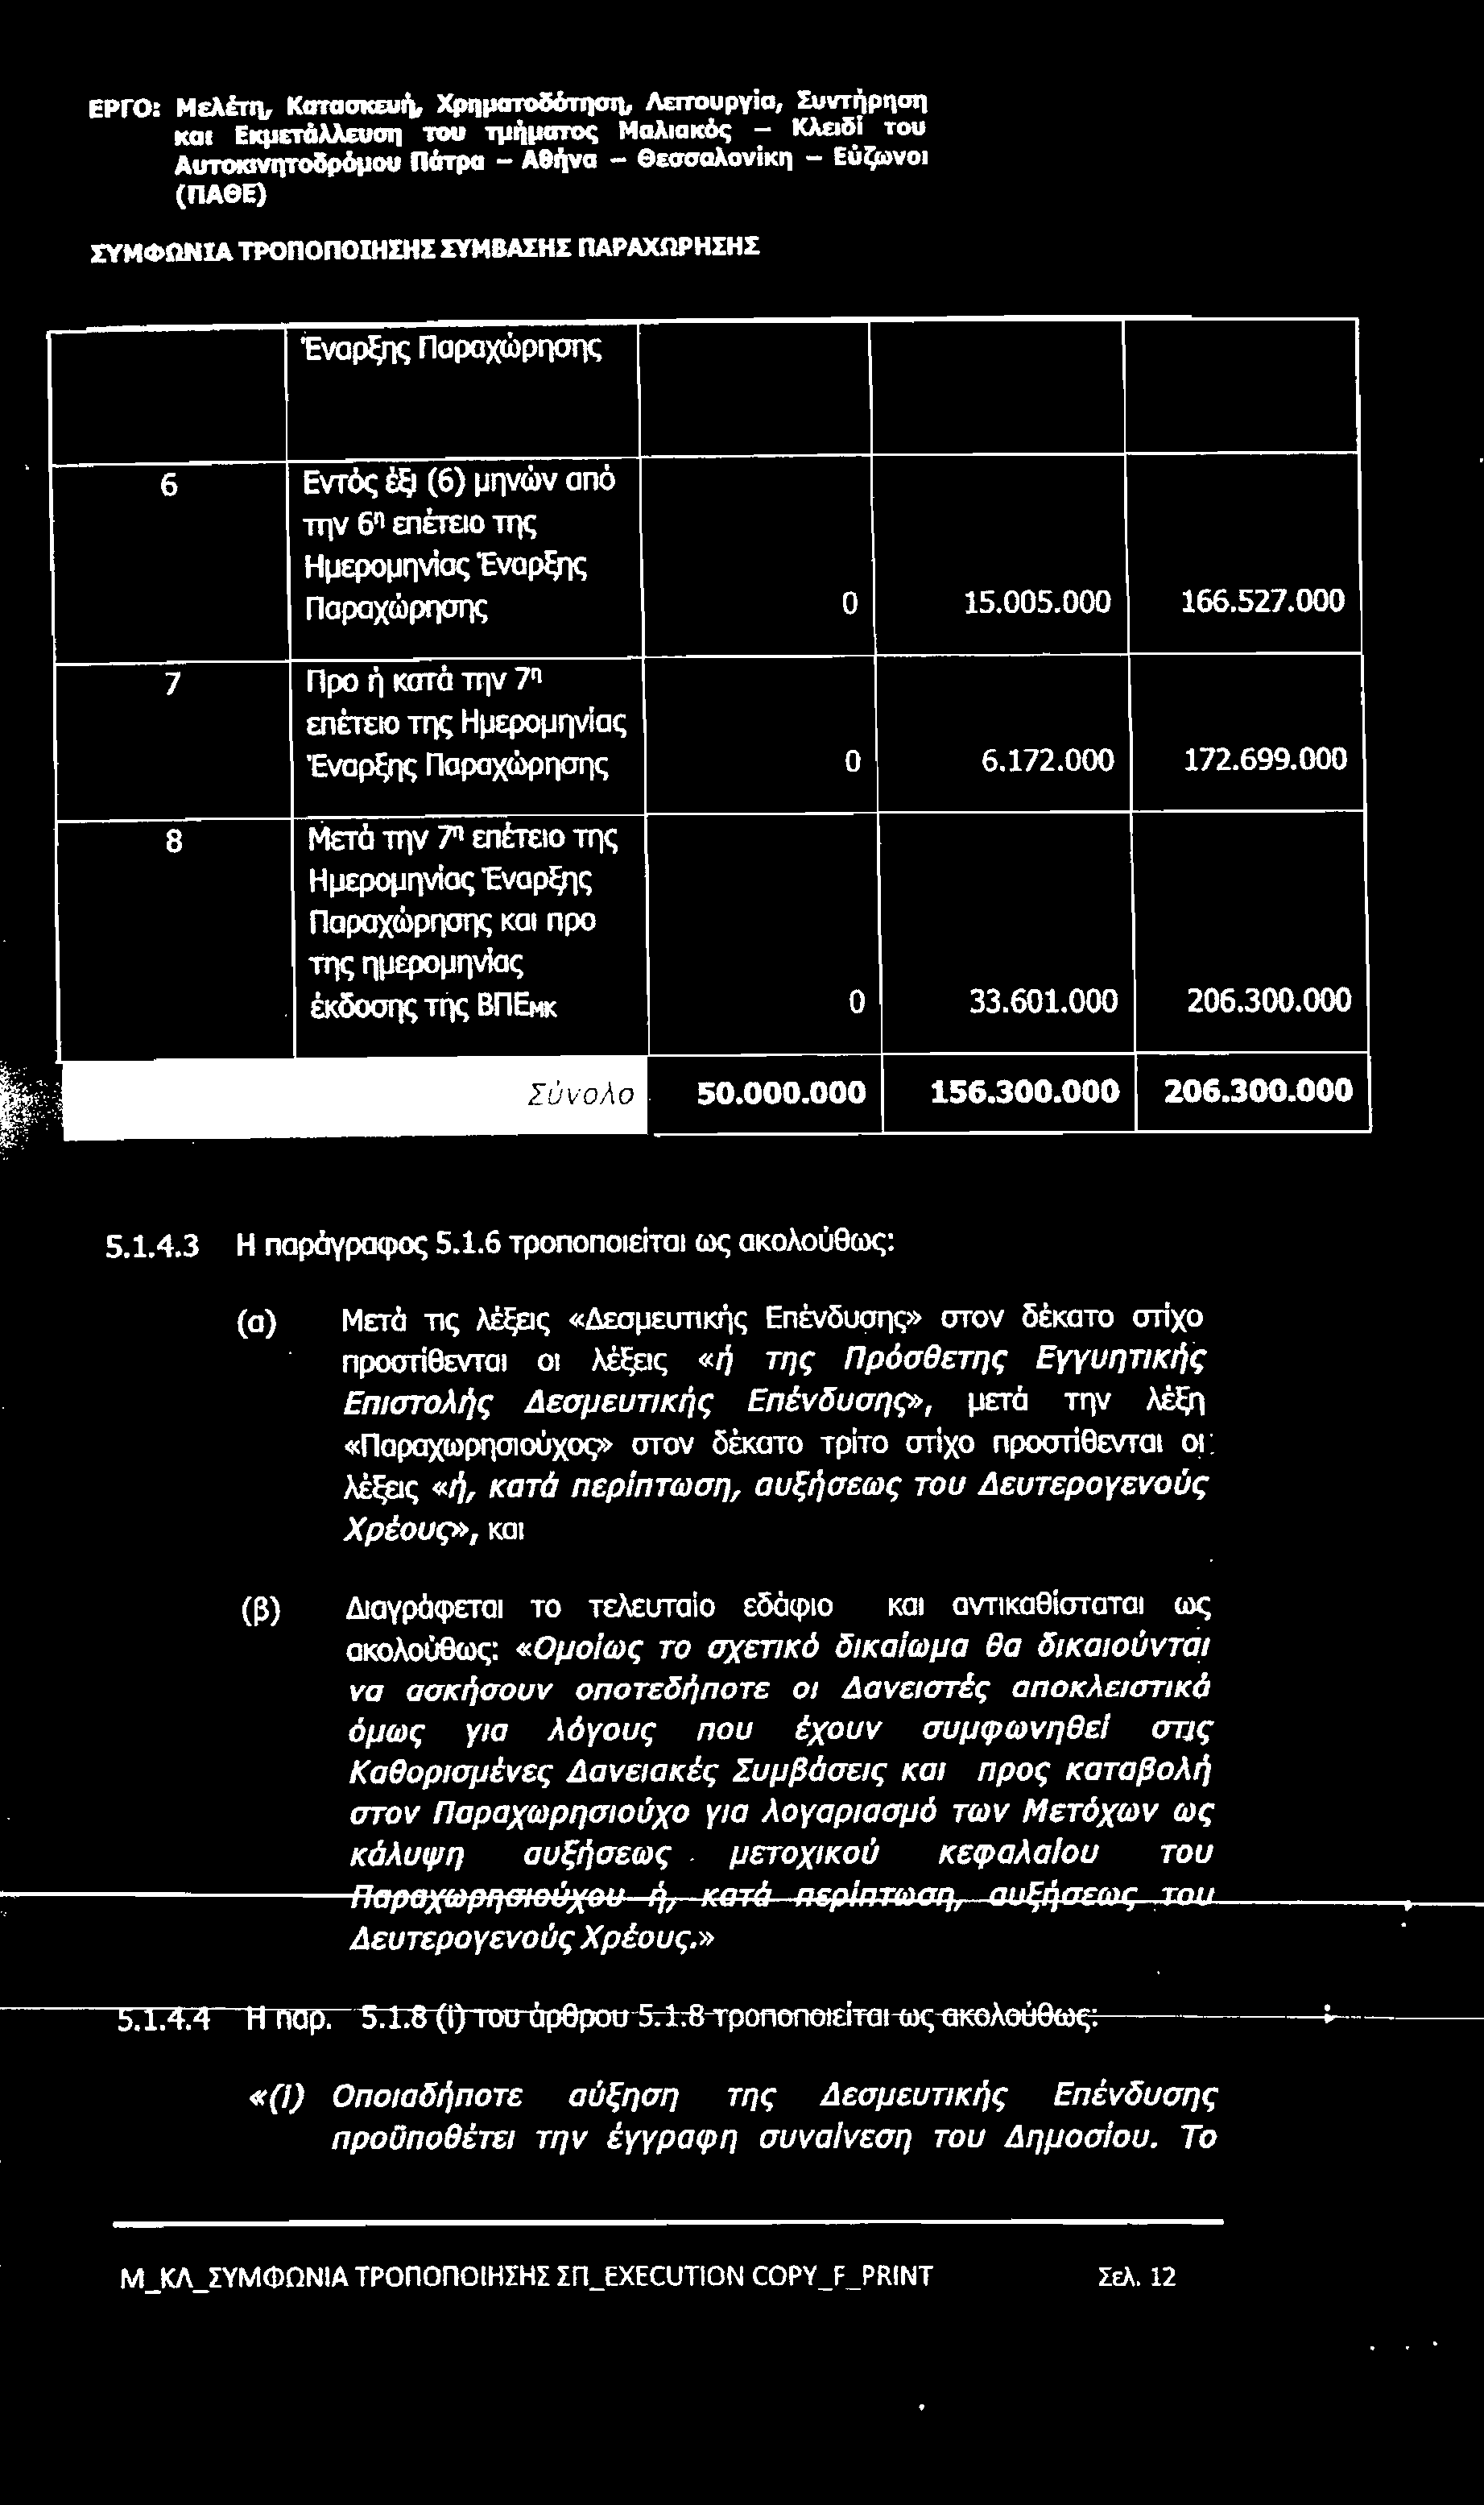 ΕΡΓΟ: Μελέτη, Κατασκευή, Χρηματοδότηση, Λειτουργία, Συντήρηση
και Εκμετάλλευση του τμήματος Μαλιακός – Κλειδί του
Αυτοκινητοδρόμου Πάτρα – Αθήνα – Θεσσαλονίκη – Εύζωνοι
(ΠΑΘΕ)
ΣΥΜΦΩΝΙΑ ΤΡΟΠΟΠΟΙΗΣΗΣ ΣΥΜΒΑΣΗΣ ΠΑΡΑΧΩΡΗΣΗΣ
Έναρξης Παραχώρησης
6 Εντός έξι (6) μηνών από
την 6η επέτειο της
Ημερομηνίας Έναρξης
Παραχώρησης 0 15.005.000 166.527.000
7 Προ ή κατά την 7η
επέτειο της Ημερομηνίας
Έναρξης Παραχώρησης 0 6.172.000 172.699.000
8 Μετά την 7η επέτειο της
Ημερομηνίας Έναρξης
Παραχώρησης και προ
της ημερομηνίας
έκδοσης της ΒΠΕΜΚ 0 33.601.000 206.300.000
Σύνολο 50.000.000 156.300.000 206.300.000
5.1.4.3 Η παράγραφος 5.1.6 τροποποιείται ως ακολούθως:
(α) Μετά τις λέξεις «Δεσμευτικής Επένδυσης» στον δέκατο στίχο
προστίθενται οι λέξεις «ή της Πρόσθετης Εγγυητικής
Επιστολής Δεσμευτικής Επένδυσης», μετά την λέξη
«Παραχωρησιούχος» στον δέκατο τρίτο στίχο προστίθενται οι
λέξεις «ή, κατά περίπτωση, αυξήσεως του Δευτερογενούς
Χρέους», και
(β) Διαγράφεται το τελευταίο εδάφιο και αντικαθίσταται ως
ακολούθως: «Ομοίως το σχετικό δικαίωμα θα δικαιούνται
να ασκήσουν οποτεδήποτε οι Δανειστές αποκλειστικά
όμως για λόγους που έχουν συμφωνηθεί στις
Καθορισμένες Δανειακές Συμβάσεις και προς καταβολή
στον Παραχωρησιούχο για λογαριασμό των Μετόχων ως
κάλυψη αυξήσεως μετοχικού κεφαλαίου του
Παραχωρησιούχου ή, κατά περίπτωση, αυξήσεως του
Δευτερογενούς Χρέους.»
5.1.4.4 Η παρ. 5.1.8 (i) του άρθρου 5.1.8 τροποποιείται ως ακολούθως:
«(i) Οποιαδήποτε αύξηση της Δεσμευτικής Επένδυσης
προϋποθέτει την έγγραφη συναίνεση του Δημοσίου. Το
Μ_ΚΛ_ΣΥΜΦΩΝΙΑ ΤΡΟΠΟΠΟΙΗΣΗΣ ΣΠ_EXECUTION COPY_F_PRINT Σελ. 12